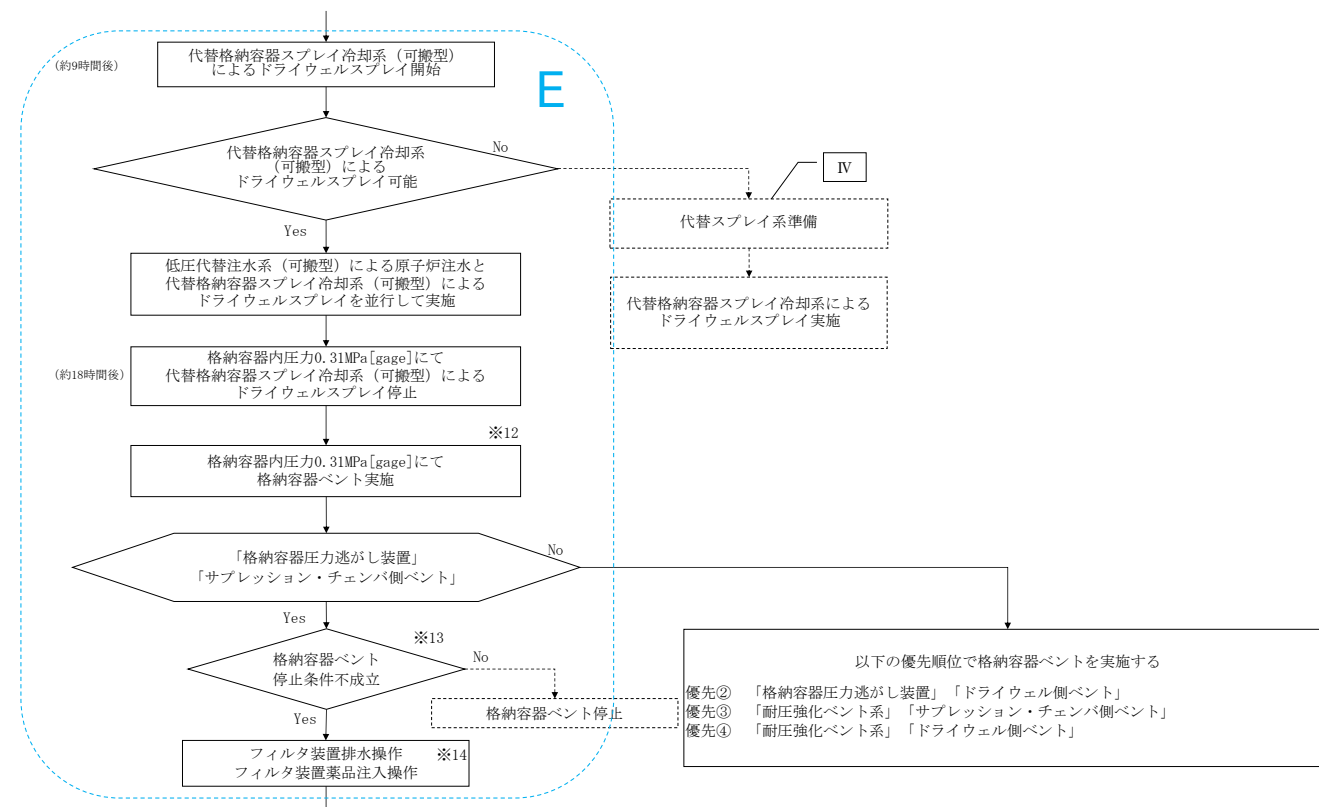 (約9時間後)
代替格納容器スプレイ冷却系(可搬型)
によるドライウェルスプレイ開始
E
代替格納容器スプレイ冷却系
(可搬型)による
ドライウェルスプレイ可能
No
Ⅳ
代替スプレイ系準備
Yes
低圧代替注水系(可搬型)による原子炉注水と
代替格納容器スプレイ冷却系(可搬型)による
ドライウェルスプレイを並行して実施
代替格納容器スプレイ冷却系による
ドライウェルスプレイ実施
(約18時間後)
格納容器内圧力0.31MPa[gage]にて
代替格納容器スプレイ冷却系(可搬型)による
ドライウェルスプレイ停止
※12
格納容器内圧力0.31MPa[gage]にて
格納容器ベント実施
「格納容器圧力逃がし装置」
「サプレッション・チェンバ側ベント」
No
Yes
※13
格納容器ベント
停止条件不成立
No
格納容器ベント停止
Yes
以下の優先順位で格納容器ベントを実施する
優先② 「格納容器圧力逃がし装置」「ドライウェル側ベント」
優先③ 「耐圧強化ベント系」「サプレッション・チェンバ側ベント」
優先④ 「耐圧強化ベント系」「ドライウェル側ベント」
フィルタ装置排水操作 ※14
フィルタ装置薬品注入操作